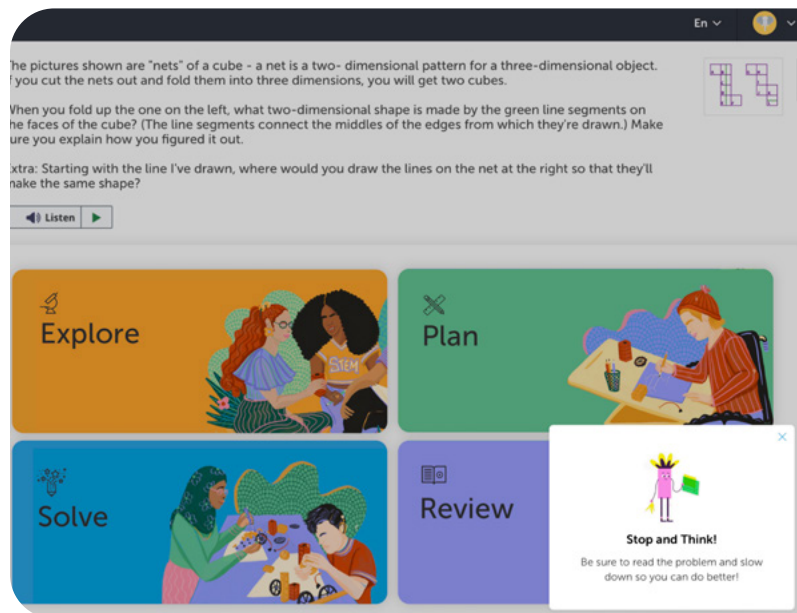 En
he pictures shown are "nets" of a cube - a net is a two- dimensional pattern for a three-dimensional object.
you cut the nets out and fold them into three dimensions, you will get two cubes.
When you fold up the one on the left, what two-dimensional shape is made by the green line segments on
he faces of the cube? (The line segments connect the middles of the edges from which they're drawn.) Make
ure you explain how you figured it out.
xtra: Starting with the line I've drawn, where would you draw the lines on the net at the right so that they'll
nake the same shape?
Listen
Explore
STEM
Plan
Solve
Review
Stop and Think!
Be sure to read the problem and slow
down so you can do better!